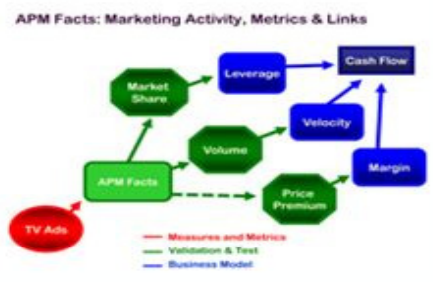 APM Facts: Marketing Activity, Metrics & Links
Cash Flow
Leverage
Market
Share
Velocity
Volume
Margin
APM Facts
Price
Premium
TV Ads
Measures and Metrics
Validation & Test
Business Model